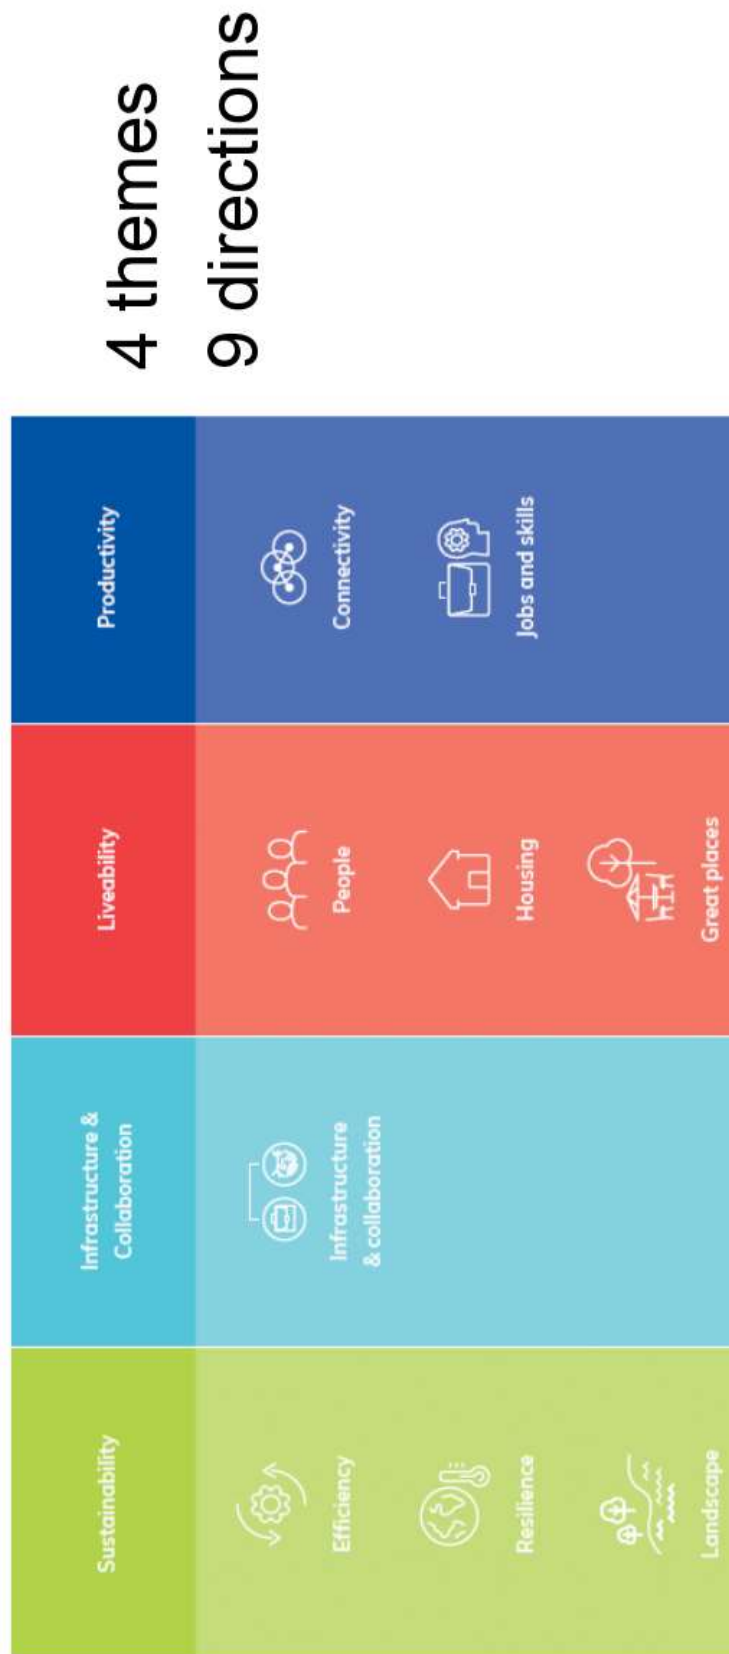 Sustainability
Infrastructure &
Collaboration
Liveability
Productivity
Efficiency
Infrastructure
& collaboration
People
Connectivity
Resilience
Housing
Jobs and skills
Landscape
Great places
4 themes
9 directions